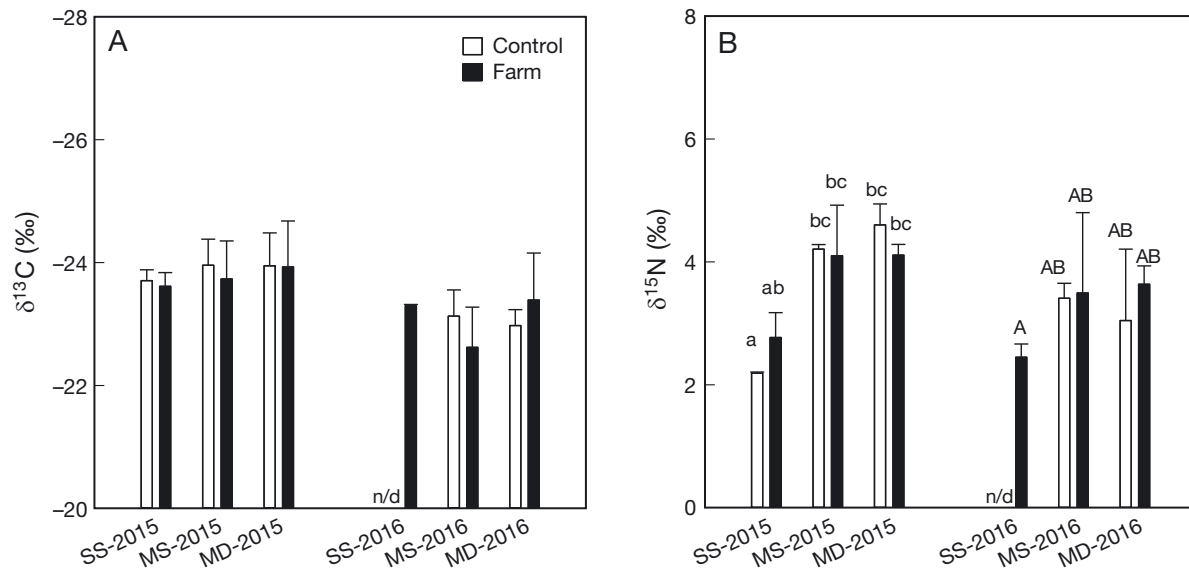 A
Control
Farm
–28
–26
–24
–22
–20
δ13C (‰)
n/d
SS-2015
MS-2015
MD-2015
SS-2016
MS-2016
MD-2016
B
8
6
4
2
0
δ15N (‰)
a
ab
bc
bc
bc
bc
n/d
A
AB
AB
AB
AB
SS-2015
MS-2015
MD-2015
SS-2016
MS-2016
MD-2016